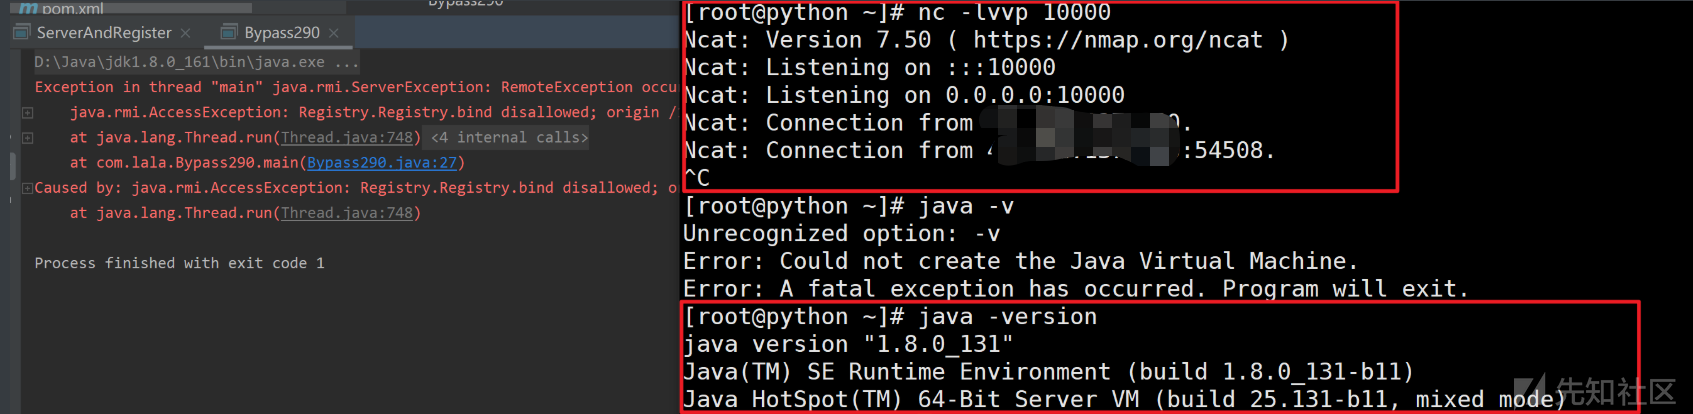 pom.xml
Bypass290
ServerAndRegister
Bypass290
D:\Java\jdk1.8.0_161\bin\java.exe ...
Exception in thread "main" java.rmi.ServerException: RemoteException occu
java.rmi.AccessException: Registry.Registry.bind disallowed; origin /
at java.lang.Thread.run(Thread.java:748) <4 internal calls>
at com.lala.Bypass290.main(Bypass290.java:27)
Caused by: java.rmi.AccessException: Registry.Registry.bind disallowed; o
at java.lang.Thread.run(Thread.java:748)
Process finished with exit code 1
[root@python ~]# nc -lvvp 10000
Ncat: Version 7.50 ( https://nmap.org/ncat )
Ncat: Listening on :::10000
Ncat: Listening on 0.0.0.0:10000
Ncat: Connection from
Ncat: Connection from 4 :54508.
^C
[root@python ~]# java -v
Unrecognized option: -v
Error: Could not create the Java Virtual Machine.
Error: A fatal exception has occurred. Program will exit.
[root@python ~]# java -version
java version "1.8.0_131"
Java(TM) SE Runtime Environment (build 1.8.0_131-b11)
Java HotSpot(TM) 64-Bit Server VM (build 25.131-b11, mixed mode)
先知社区